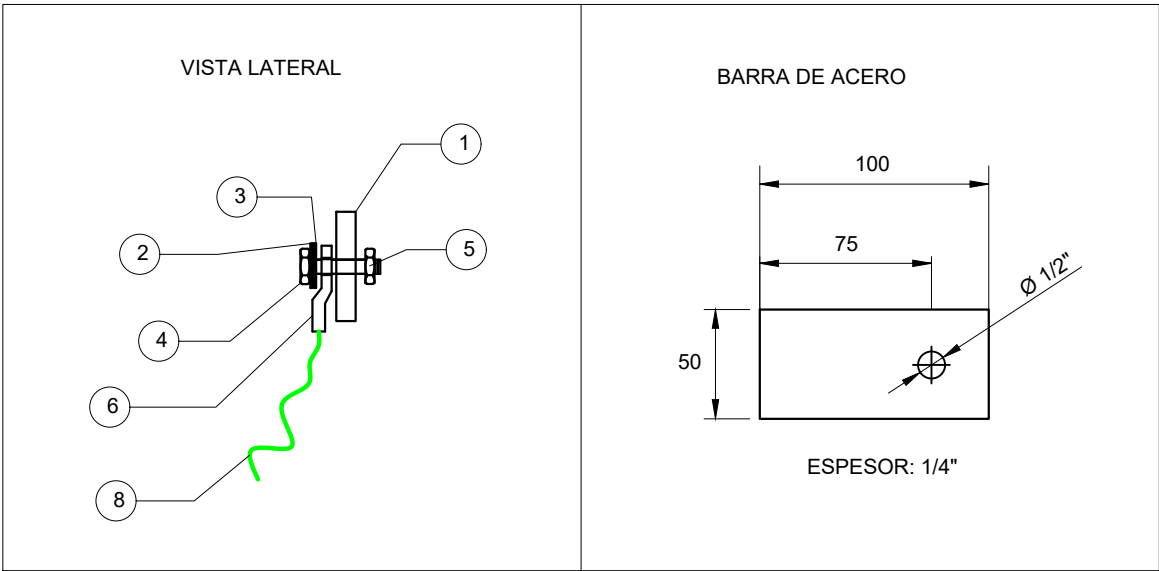 VISTA LATERAL
1
3
2
5
4
6
8
BARRA DE ACERO
100
75
Ø 1/2"
50
ESPESOR: 1/4"